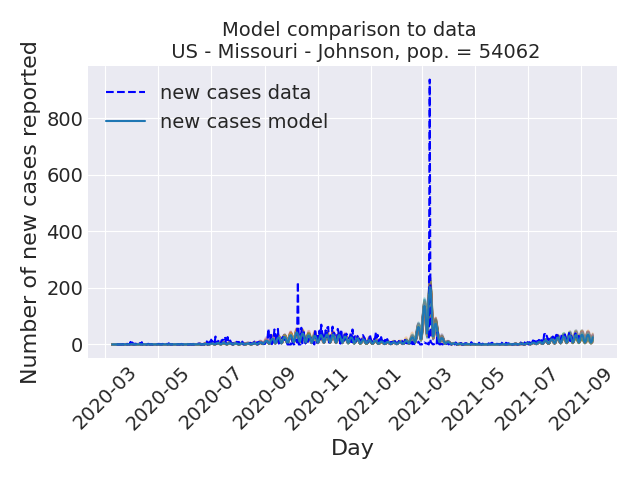 Model comparison to data
US - Missouri - Johnson, pop. = 54062
Number of new cases reported
new cases data
new cases model
800
600
400
200
0
2020-03
2020-05
2020-07
2020-09
2020-11
2021-01
2021-03
2021-05
2021-07
2021-09
Day